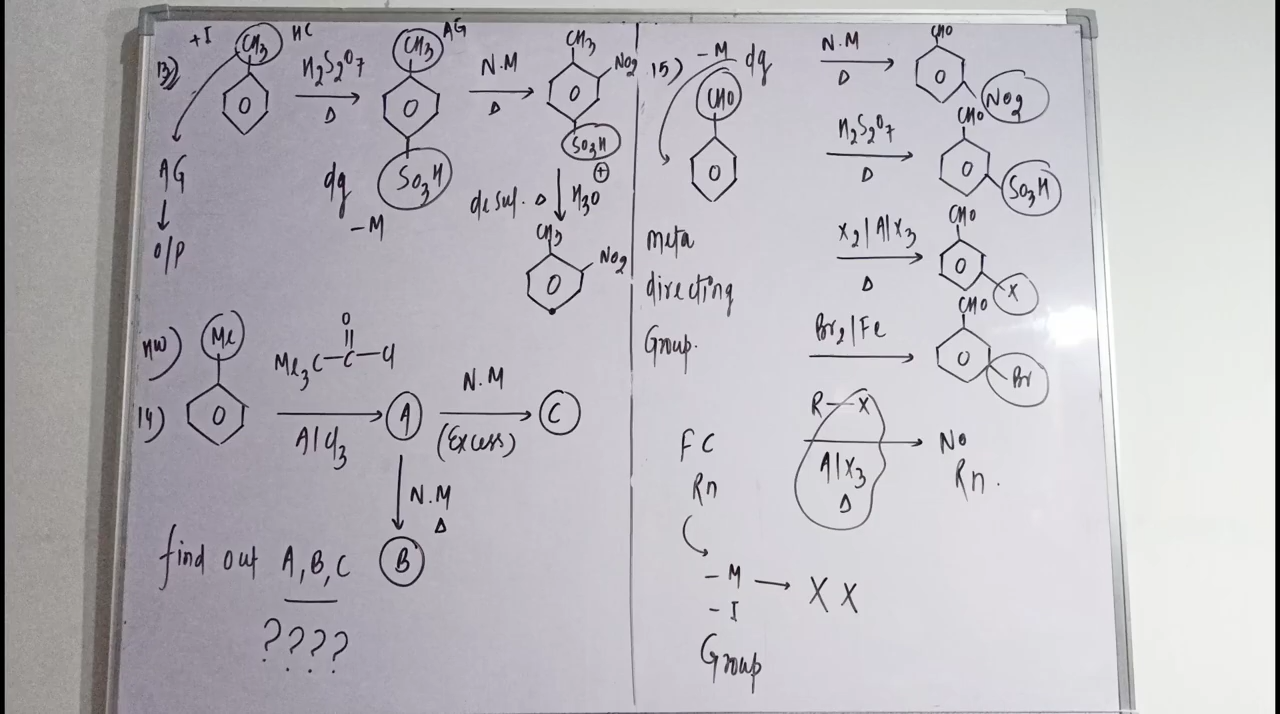 13) +I CH3 HC
H2S2O7
Δ
CH3 AG
SO3H
dg
-M
N.M
Δ
CH3
NO2
SO3H
AG
↓
O/P
desul. Δ ↓ H3O⊕
CH3
NO2
HW)
14)
Me
O
Me3C-C-Cl
AlCl3
A
N.M
(Excess)
C
N.M
Δ
B
find out A,B,C
????
15) -M dg
CHO
meta
directing
Group.
N.M
Δ
CHO
NO2
H2S2O7
Δ
CHO
SO3H
X2|AlX3
Δ
CHO
X
Br2|Fe
CHO
Br
FC
Rn
R-X
AlX3
Δ
No
Rn.
-M → X X
-I
Group